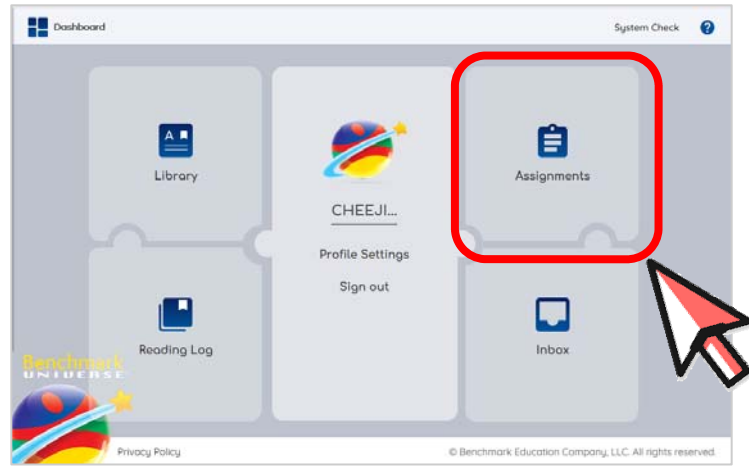 Dashboard
System Check ?
A
Library
Assignments
CHEEJI...
Profile Settings
Sign out
Reading Log
Inbox
Benchmark
UNIVERSE
Privacy Policy
© Benchmark Education Company, LLC. All rights reserved.